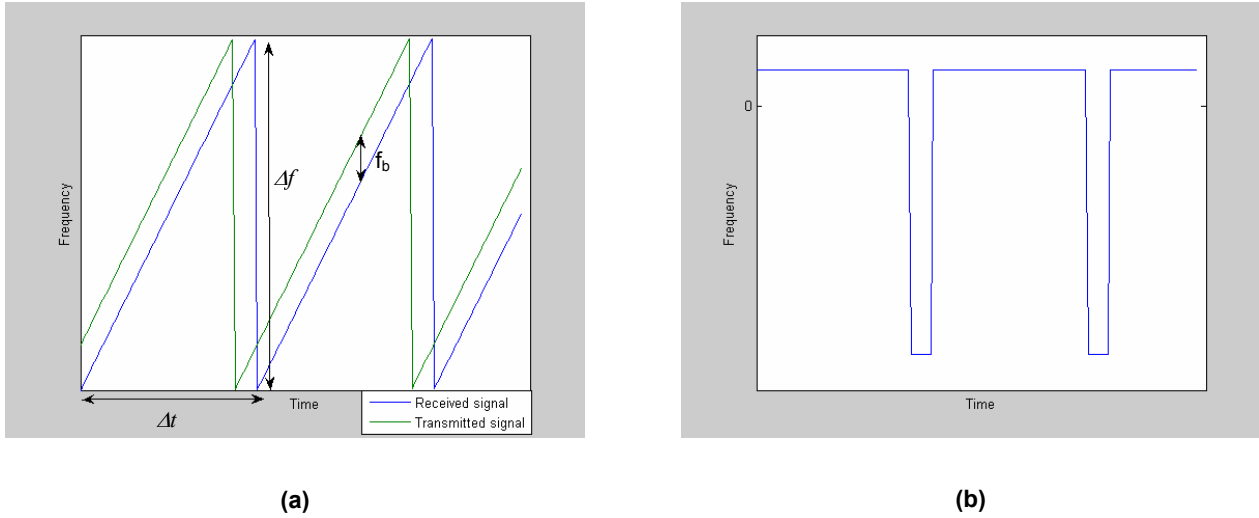 Frequency
Δf
f_b
Time
Δt
Received signal
Transmitted signal
(a)
0
Frequency
Time
(b)